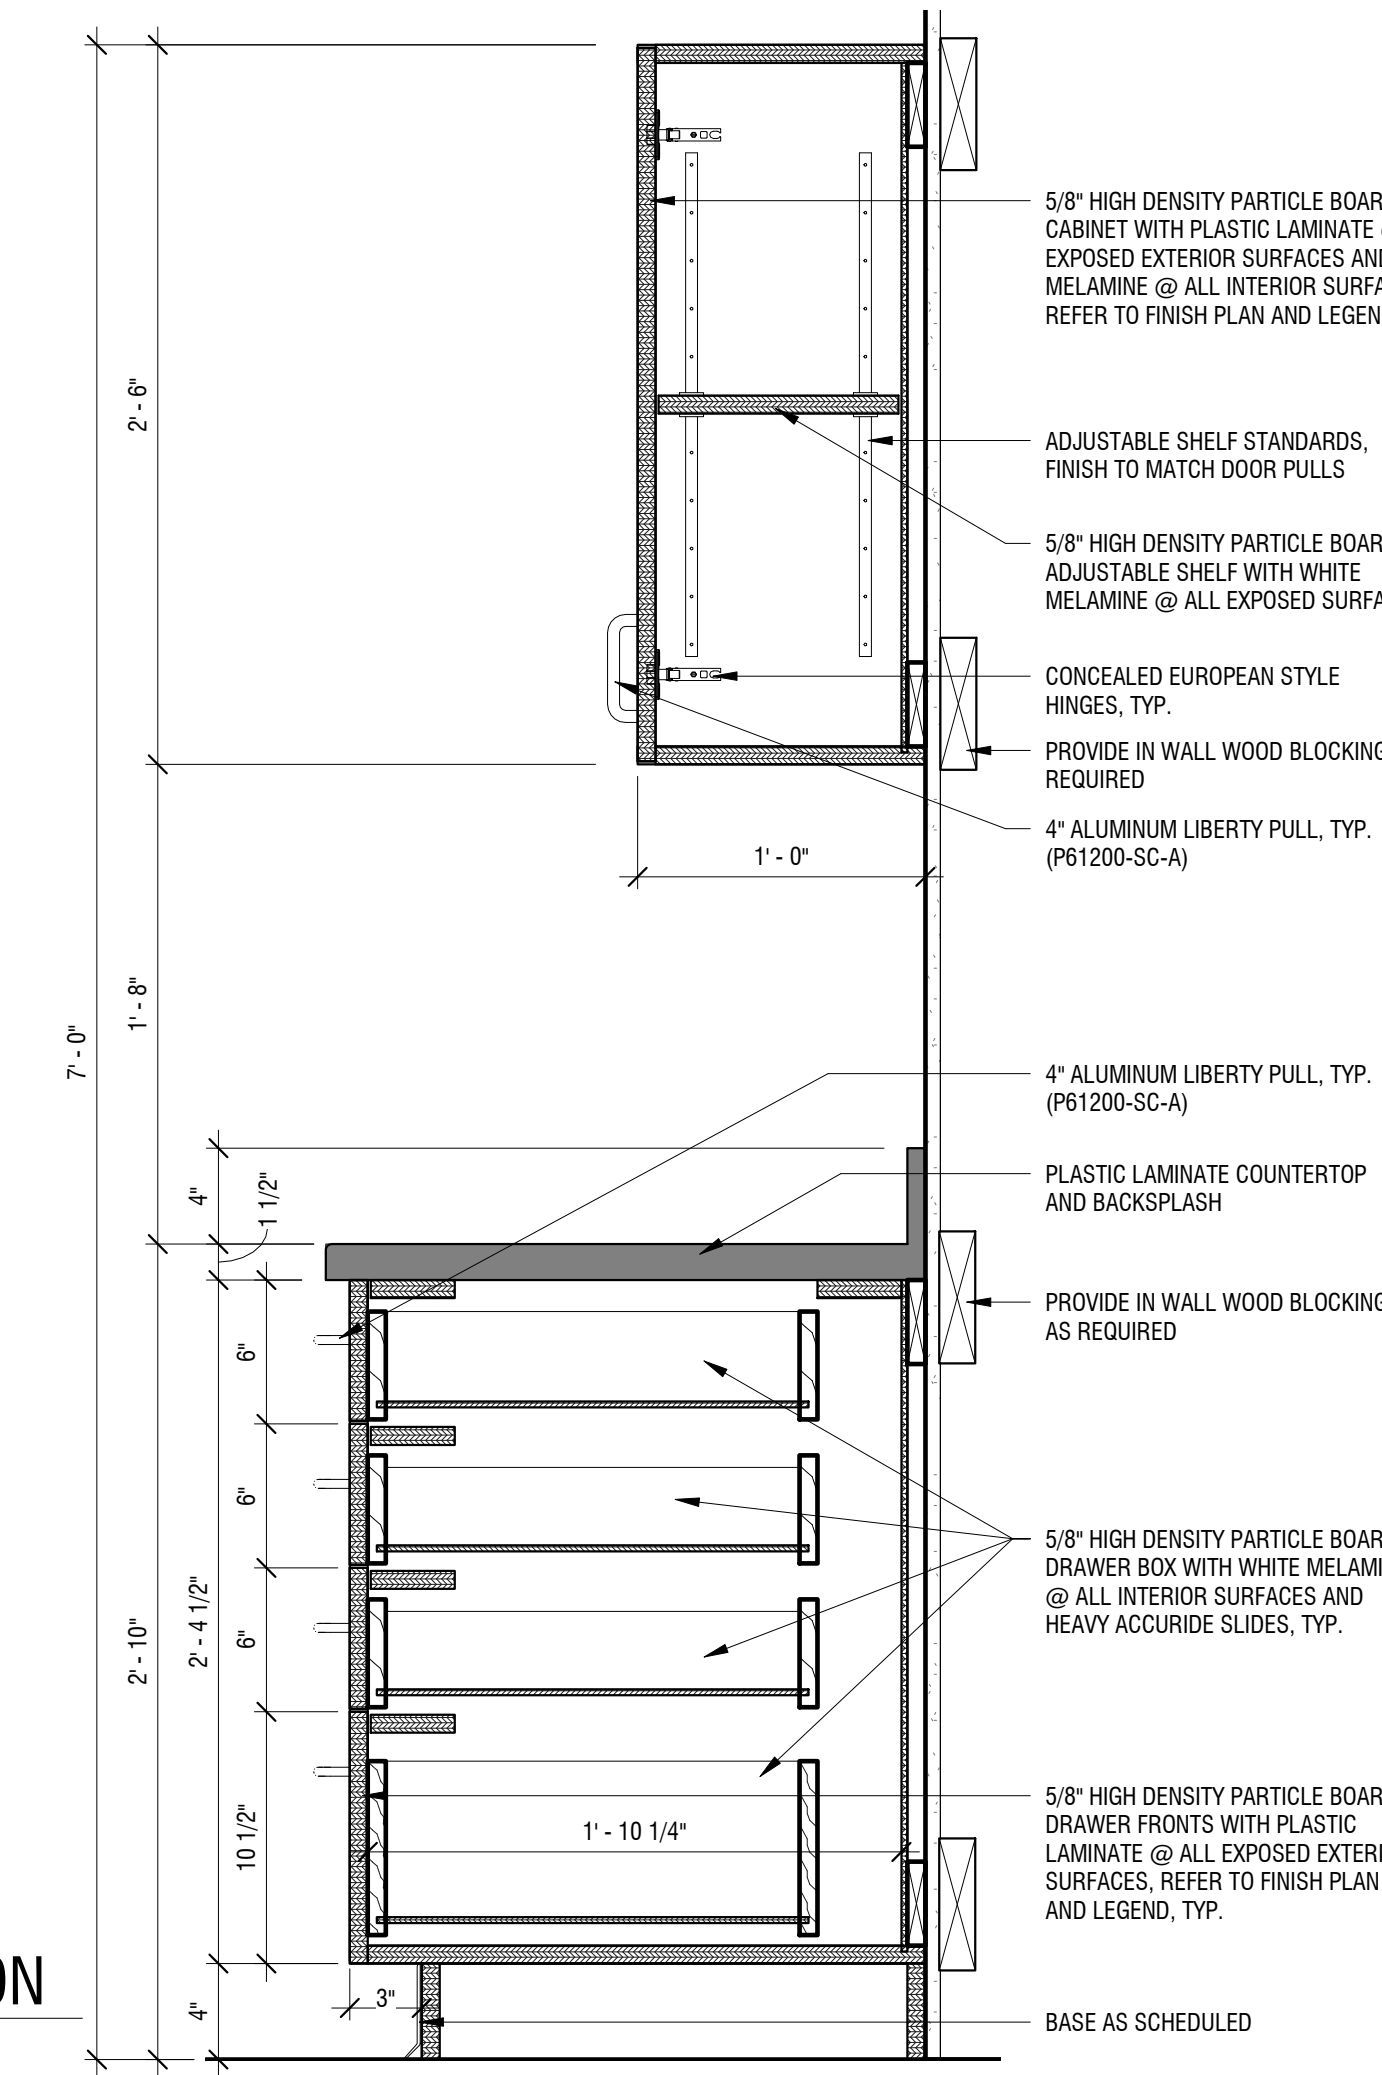 5/8" HIGH DENSITY PARTICLE BOAR
CABINET WITH PLASTIC LAMINATE
EXPOSED EXTERIOR SURFACES AND
MELAMINE @ ALL INTERIOR SURFA
REFER TO FINISH PLAN AND LEGEN
2' - 6"
ADJUSTABLE SHELF STANDARDS,
FINISH TO MATCH DOOR PULLS
5/8" HIGH DENSITY PARTICLE BOAR
ADJUSTABLE SHELF WITH WHITE
MELAMINE @ ALL EXPOSED SURFA
CONCEALED EUROPEAN STYLE
HINGES, TYP.
PROVIDE IN WALL WOOD BLOCKING
REQUIRED
4" ALUMINUM LIBERTY PULL, TYP.
(P61200-SC-A)
1' - 0"
1' - 8"
7' - 0"
4" ALUMINUM LIBERTY PULL, TYP.
(P61200-SC-A)
PLASTIC LAMINATE COUNTERTOP
AND BACKSPLASH
4"
1 1/2"
PROVIDE IN WALL WOOD BLOCKING
AS REQUIRED
6"
6"
5/8" HIGH DENSITY PARTICLE BOAR
DRAWER BOX WITH WHITE MELAMI
@ ALL INTERIOR SURFACES AND
HEAVY ACCURIDE SLIDES, TYP.
2' - 10"
2' - 4 1/2"
6"
5/8" HIGH DENSITY PARTICLE BOAR
DRAWER FRONTS WITH PLASTIC
LAMINATE @ ALL EXPOSED EXTERI
SURFACES, REFER TO FINISH PLAN
AND LEGEND, TYP.
10 1/2"
1' - 10 1/4"
ON
4"
3"
BASE AS SCHEDULED